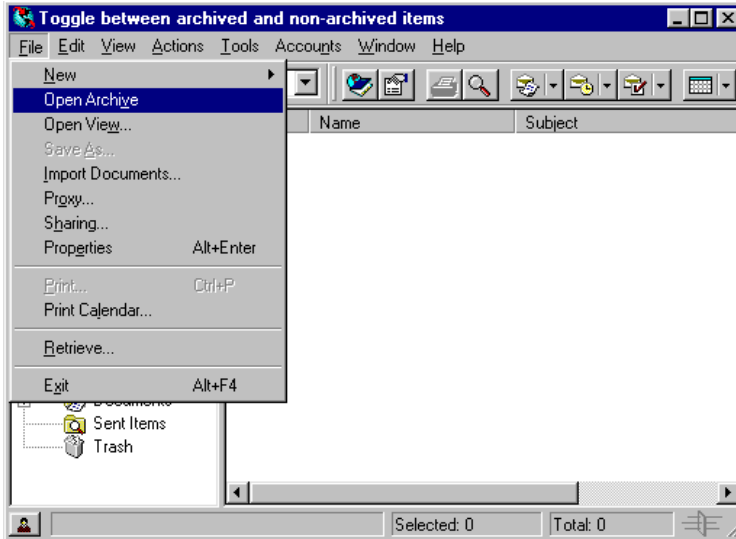 Toggle between archived and non-archived items
File Edit View Actions Tools Accounts Window Help
New
Open Archive
Name Subject
Open View...
Save As...
Import Documents...
Proxy...
Sharing...
Properties Alt+Enter
Print... Ctrl+P
Print Calendar...
Retrieve...
Exit Alt+F4
Documents
Sent Items
Trash
Selected: 0 Total: 0